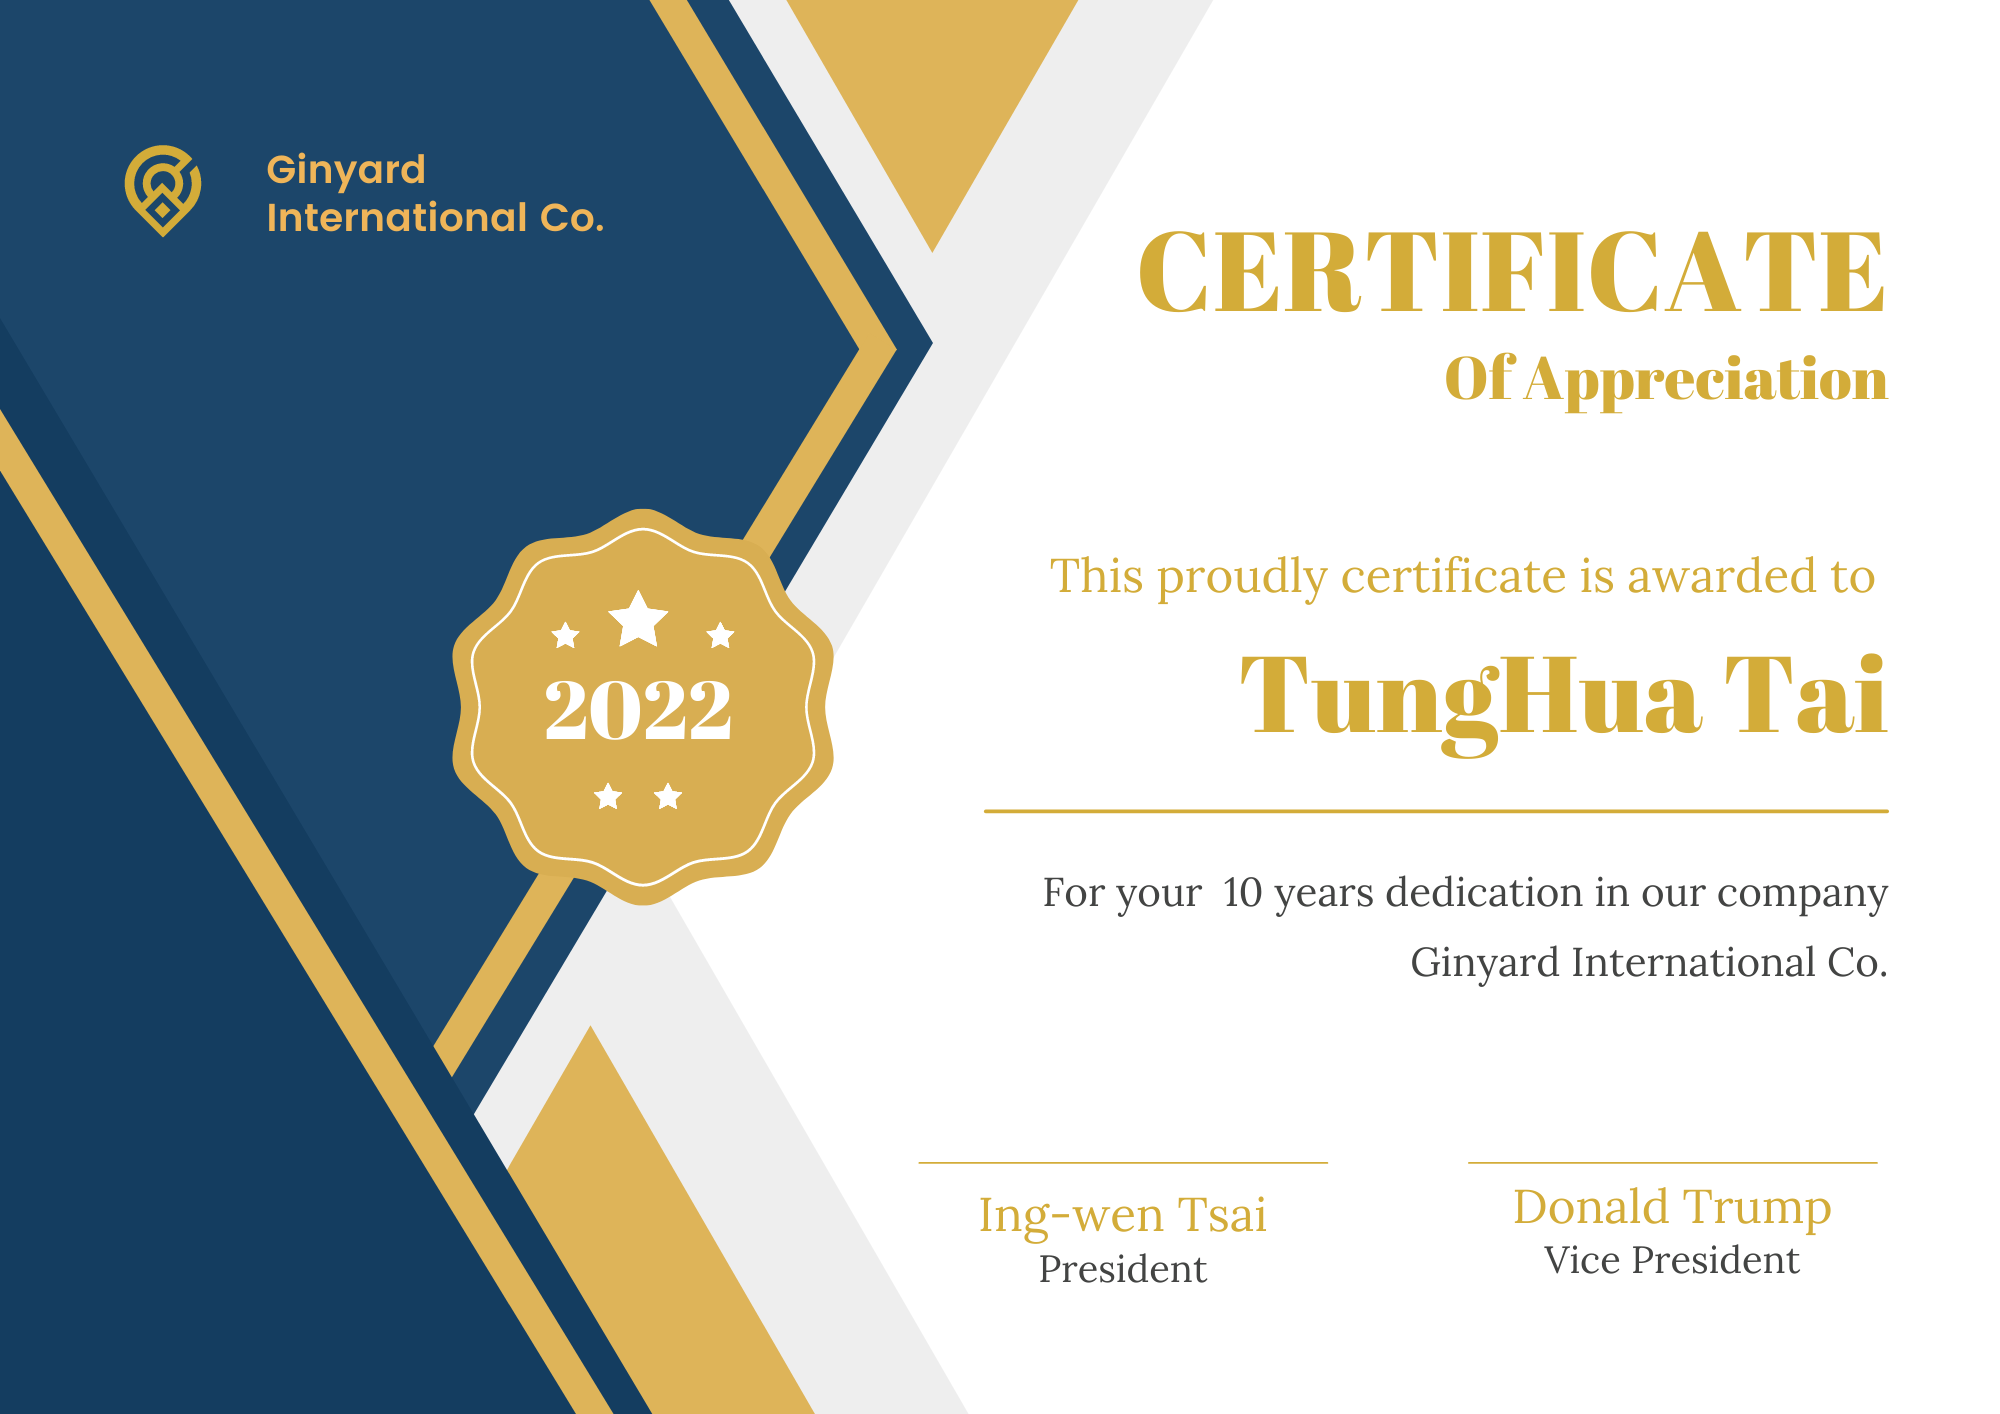 Ginyard
International Co.
CERTIFICATE
Of Appreciation
This proudly certificate is awarded to
TungHua Tai
2022
For your  10 years dedication in our company
Ginyard International Co.
Ing-wen Tsai
President
Donald Trump
Vice President